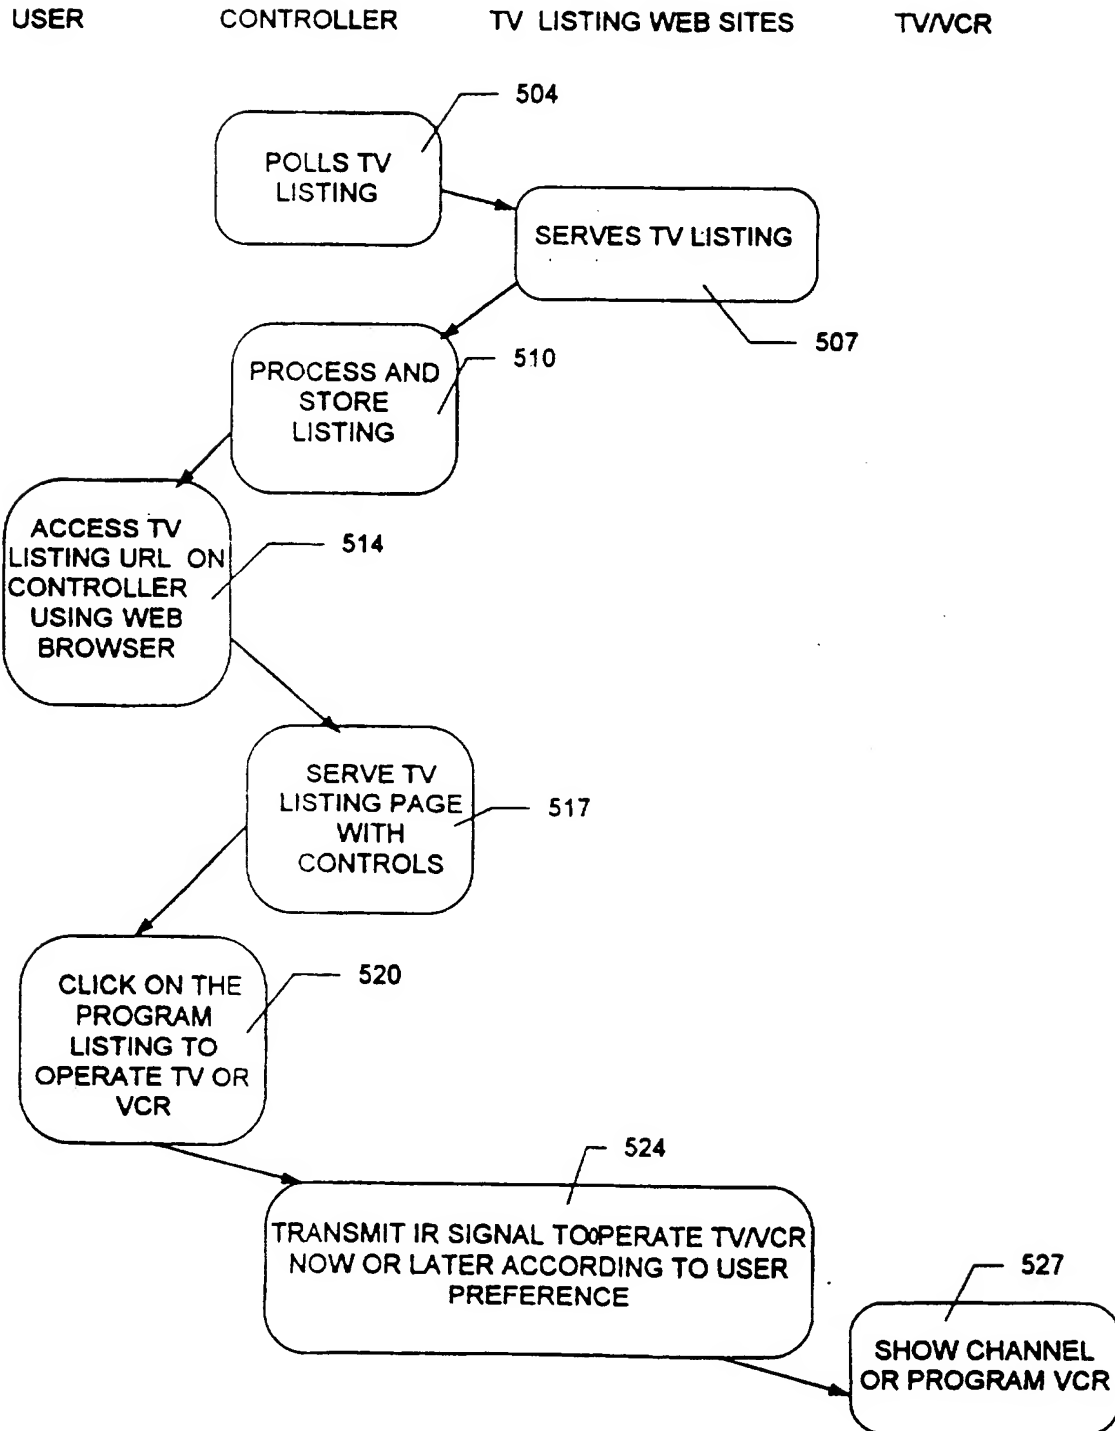 USER CONTROLLER TV LISTING WEB SITES TV/VCR
504
POLLS TV
LISTING
SERVES TV LISTING
507
510
PROCESS AND
STORE
LISTING
ACCESS TV
LISTING URL ON
CONTROLLER
USING WEB
BROWSER
514
SERVE TV
LISTING PAGE
WITH
CONTROLS
517
520
CLICK ON THE
PROGRAM
LISTING TO
OPERATE TV OR
VCR
524
TRANSMIT IR SIGNAL TO OPERATE TV/VCR
NOW OR LATER ACCORDING TO USER
PREFERENCE
527
SHOW CHANNEL
OR PROGRAM VCR